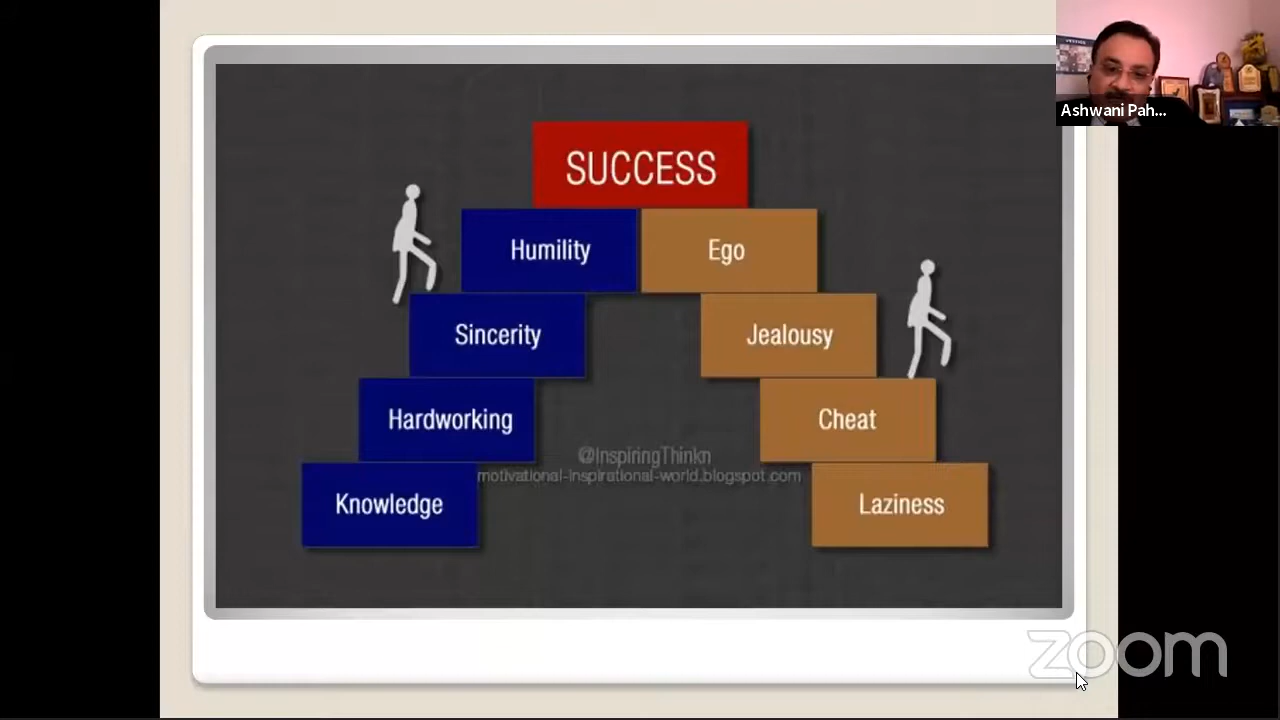 Ashwani Pah...
SUCCESS
Humility
Ego
Sincerity
Jealousy
Hardworking
Cheat
@InspiringThinkn
motivational-inspirational-world.blogspot.com
Knowledge
Laziness
zoom